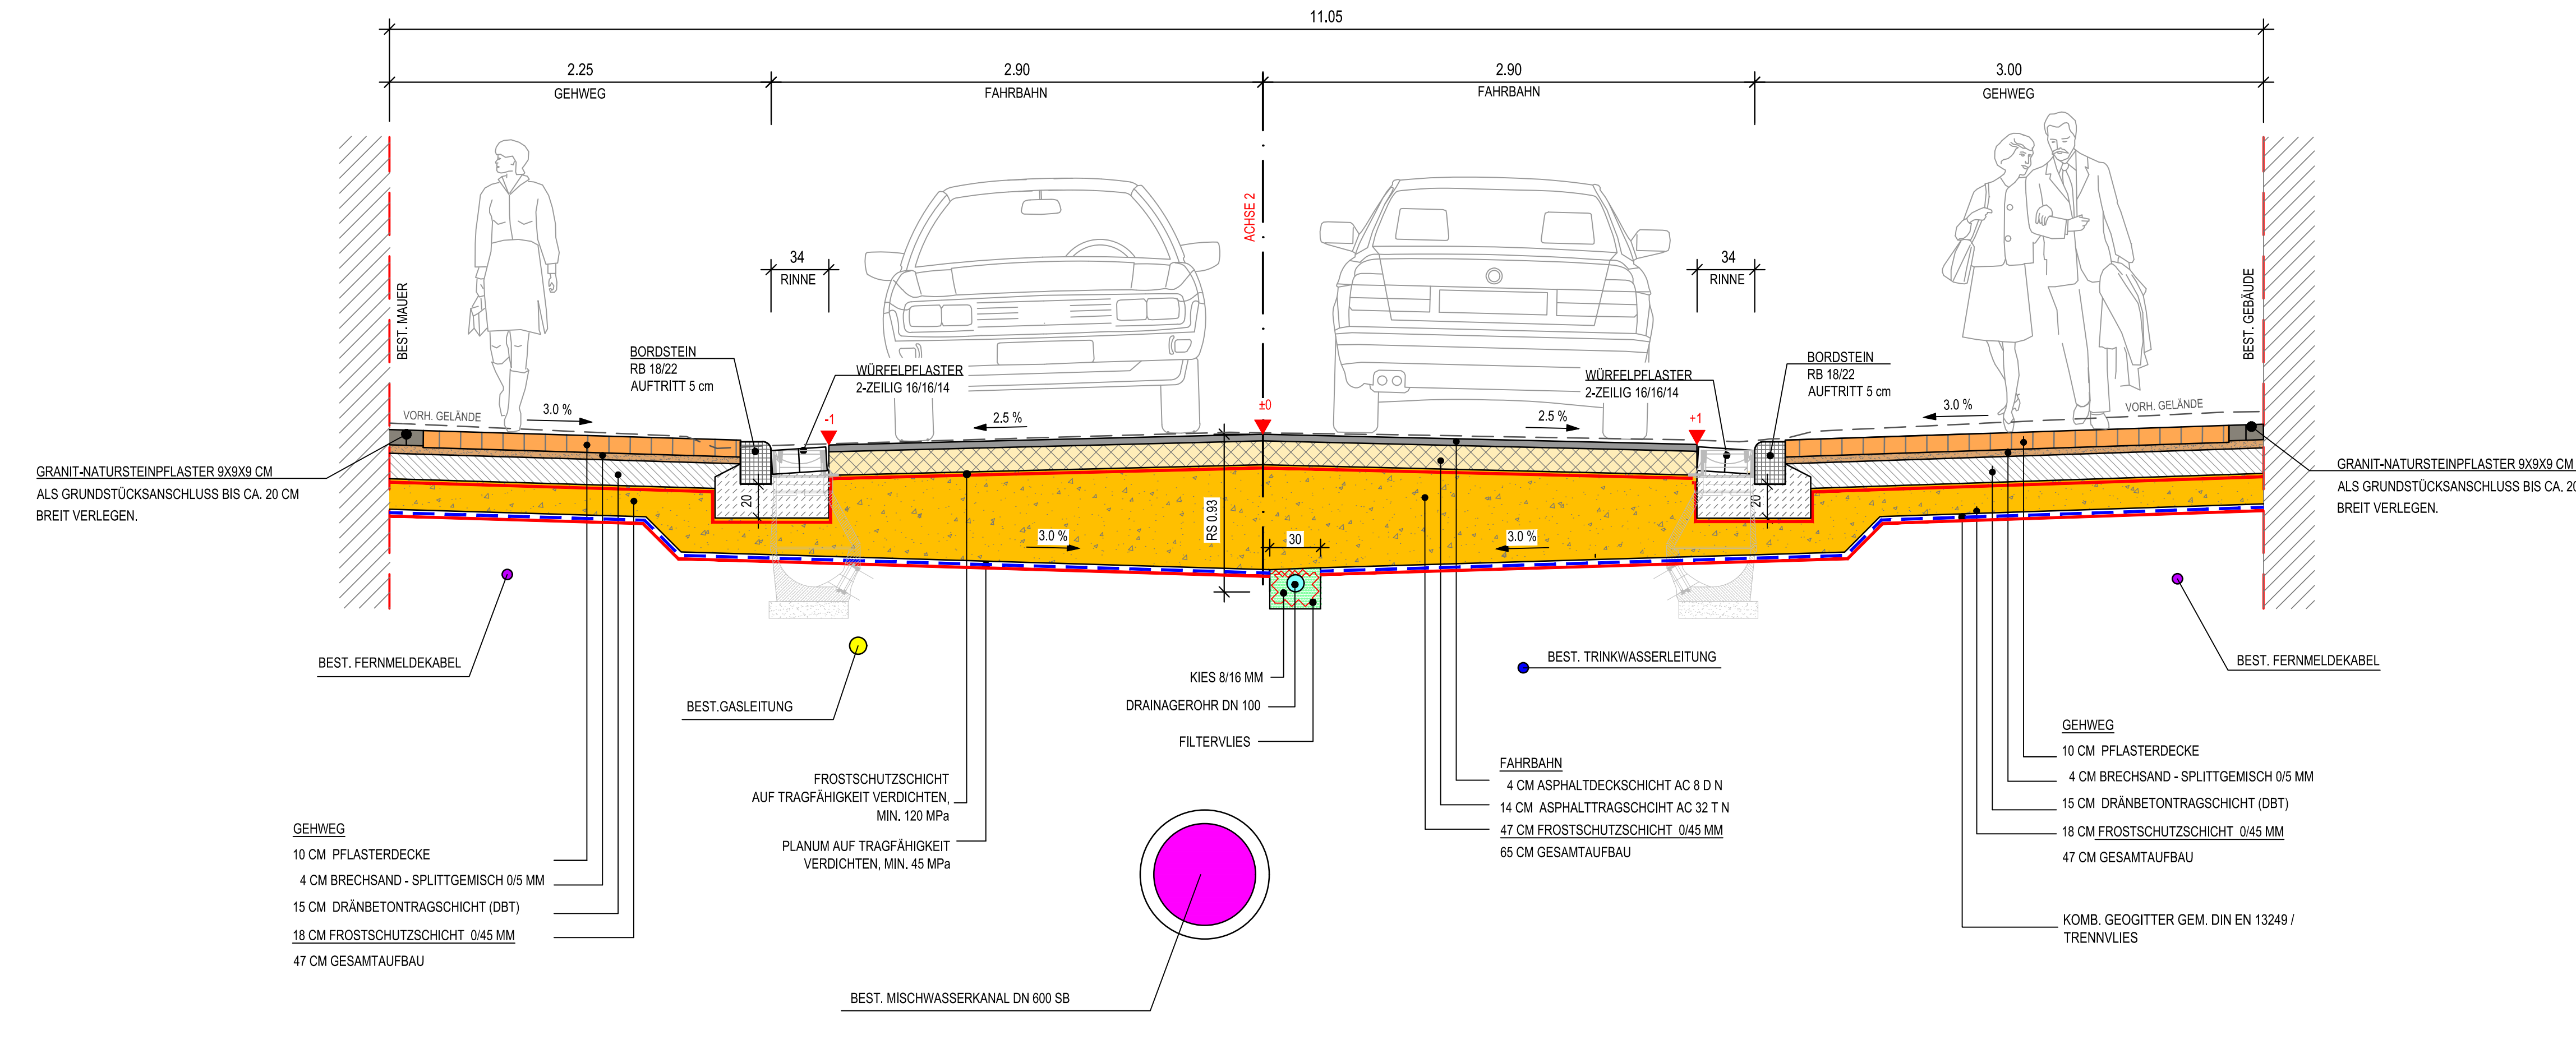 11.05
2.25
GEHWEG
2.90
FAHRBAHN
2.90
FAHRBAHN
3.00
GEHWEG
ACHSE 2
BEST. MAUER
BEST. GEBÄUDE
34
RINNE
34
RINNE
BORDSTEIN
RB 18/22
AUFTRITT 5 cm
WÜRFELPFLASTER
2-ZEILIG 16/16/14
WÜRFELPFLASTER
2-ZEILIG 16/16/14
BORDSTEIN
RB 18/22
AUFTRITT 5 cm
VORH. GELÄNDE
3.0 %
-1
2.5 %
±0
2.5 %
+1
3.0 %
VORH. GELÄNDE
GRANIT-NATURSTEINPFLASTER 9X9X9 CM
ALS GRUNDSTÜCKSANSCHLUSS BIS CA. 20 CM
BREIT VERLEGEN.
GRANIT-NATURSTEINPFLASTER 9X9X9 CM
ALS GRUNDSTÜCKSANSCHLUSS BIS CA.
BREIT VERLEGEN.
20
20
RS 0.93
3.0 %
30
3.0 %
BEST. FERNMELDEKABEL
BEST.GASLEITUNG
KIES 8/16 MM
DRAINAGEROHR DN 100
FILTERVLIES
BEST. TRINKWASSERLEITUNG
BEST. FERNMELDEKABEL
FROSTSCHUTZSCHICHT
AUF TRAGFÄHIGKEIT VERDICHTEN,
MIN. 120 MPa
PLANUM AUF TRAGFÄHIGKEIT
VERDICHTEN, MIN. 45 MPa
FAHRBAHN
4 CM ASPHALTDECKSCHICHT AC 8 D N
14 CM ASPHALTTRAGSCHCIHT AC 32 T N
47 CM FROSTSCHUTZSCHICHT 0/45 MM
65 CM GESAMTAUFBAU
GEHWEG
10 CM PFLASTERDECKE
4 CM BRECHSAND - SPLITTGEMISCH 0/5 MM
15 CM DRÄNBETONTRAGSCHICHT (DBT)
18 CM FROSTSCHUTZSCHICHT 0/45 MM
47 CM GESAMTAUFBAU
GEHWEG
10 CM PFLASTERDECKE
4 CM BRECHSAND - SPLITTGEMISCH 0/5 MM
15 CM DRÄNBETONTRAGSCHICHT (DBT)
18 CM FROSTSCHUTZSCHICHT 0/45 MM
47 CM GESAMTAUFBAU
KOMB. GEOGITTER GEM. DIN EN 13249 /
TRENNVLIES
BEST. MISCHWASSERKANAL DN 600 SB